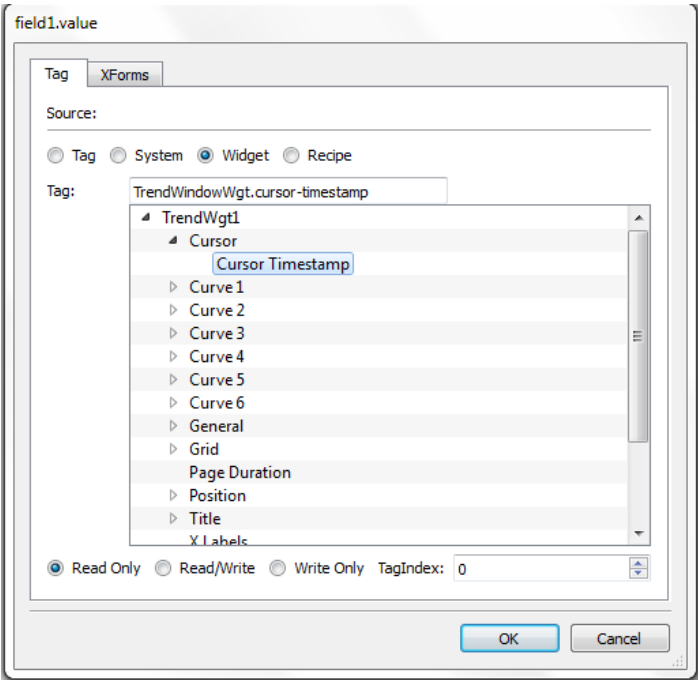 field1.value
Tag XForms
Source:
Tag System Widget Recipe
Tag: TrendWindowWgt.cursor-timestamp
TrendWgt1
Cursor
Cursor Timestamp
Curve 1
Curve 2
Curve 3
Curve 4
Curve 5
Curve 6
General
Grid
Page Duration
Position
Title
X Labels
Read Only Read/Write Write Only TagIndex: 0
OK Cancel